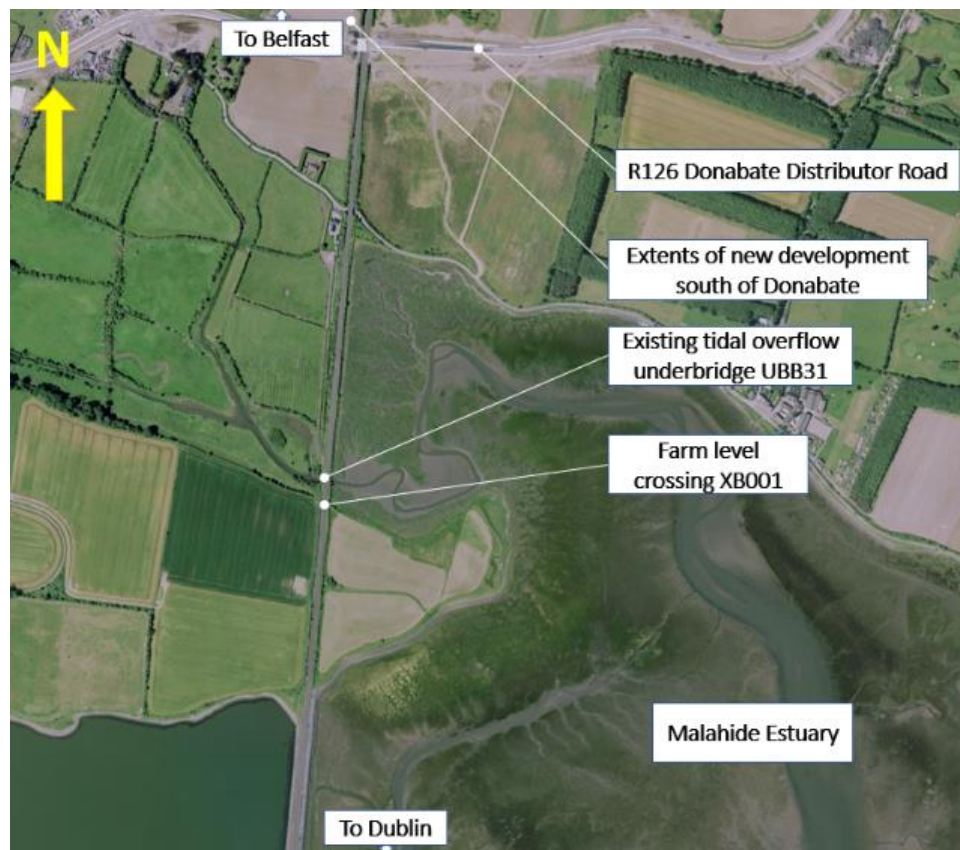 To Belfast
N
R126 Donabate Distributor Road
Extents of new development
south of Donabate
Existing tidal overflow
underbridge UBB31
Farm level
crossing XB001
Malahide Estuary
To Dublin